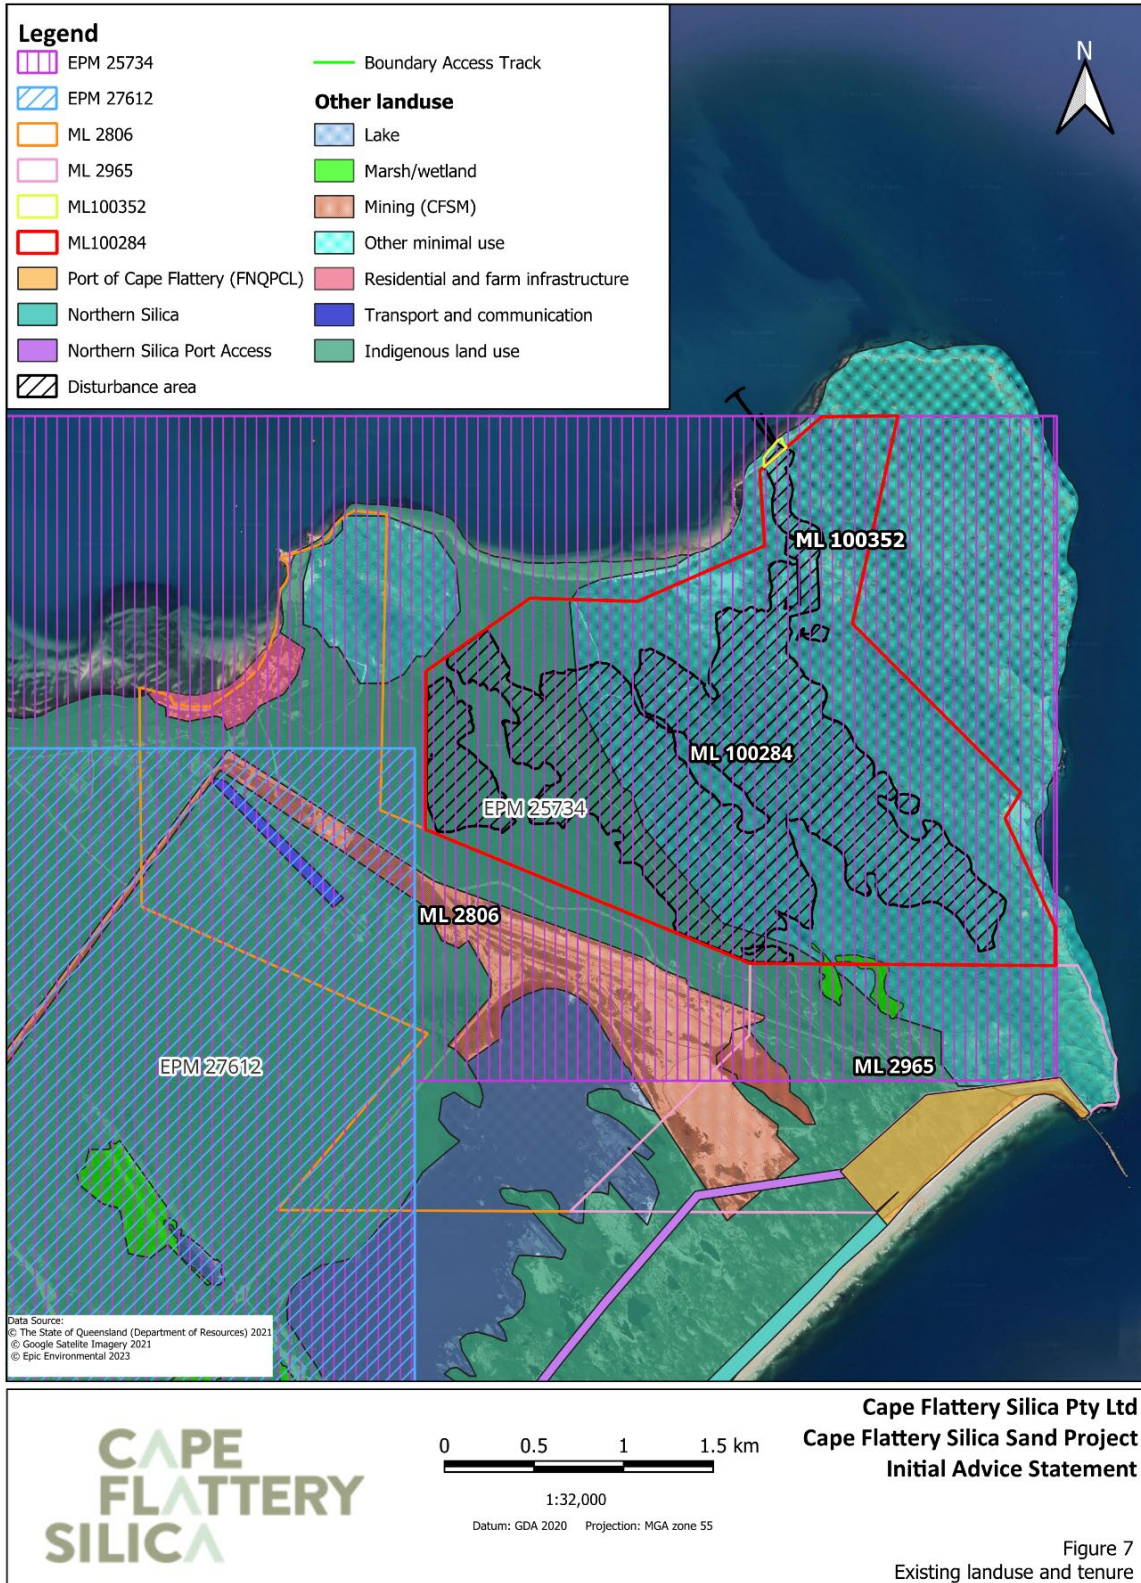 Legend
EPM 25734
EPM 27612
ML 2806
ML 2965
ML100352
ML100284
Port of Cape Flattery (FNQPCL)
Northern Silica
Northern Silica Port Access
Disturbance area
Boundary Access Track
Other landuse
Lake
Marsh/wetland
Mining (CFSM)
Other minimal use
Residential and farm infrastructure
Transport and communication
Indigenous land use
N
ML 100352
ML 100284
EPM 25734
ML 2806
EPM 27612
ML 2965
Data Source:
© The State of Queensland (Department of Resources) 2021
© Google Satelite Imagery 2021
© Epic Environmental 2023
CAPE
FLATTERY
SILICA
0 0.5 1 1.5 km
1:32,000
Datum: GDA 2020 Projection: MGA zone 55
Cape Flattery Silica Pty Ltd
Cape Flattery Silica Sand Project
Initial Advice Statement
Figure 7
Existing landuse and tenure